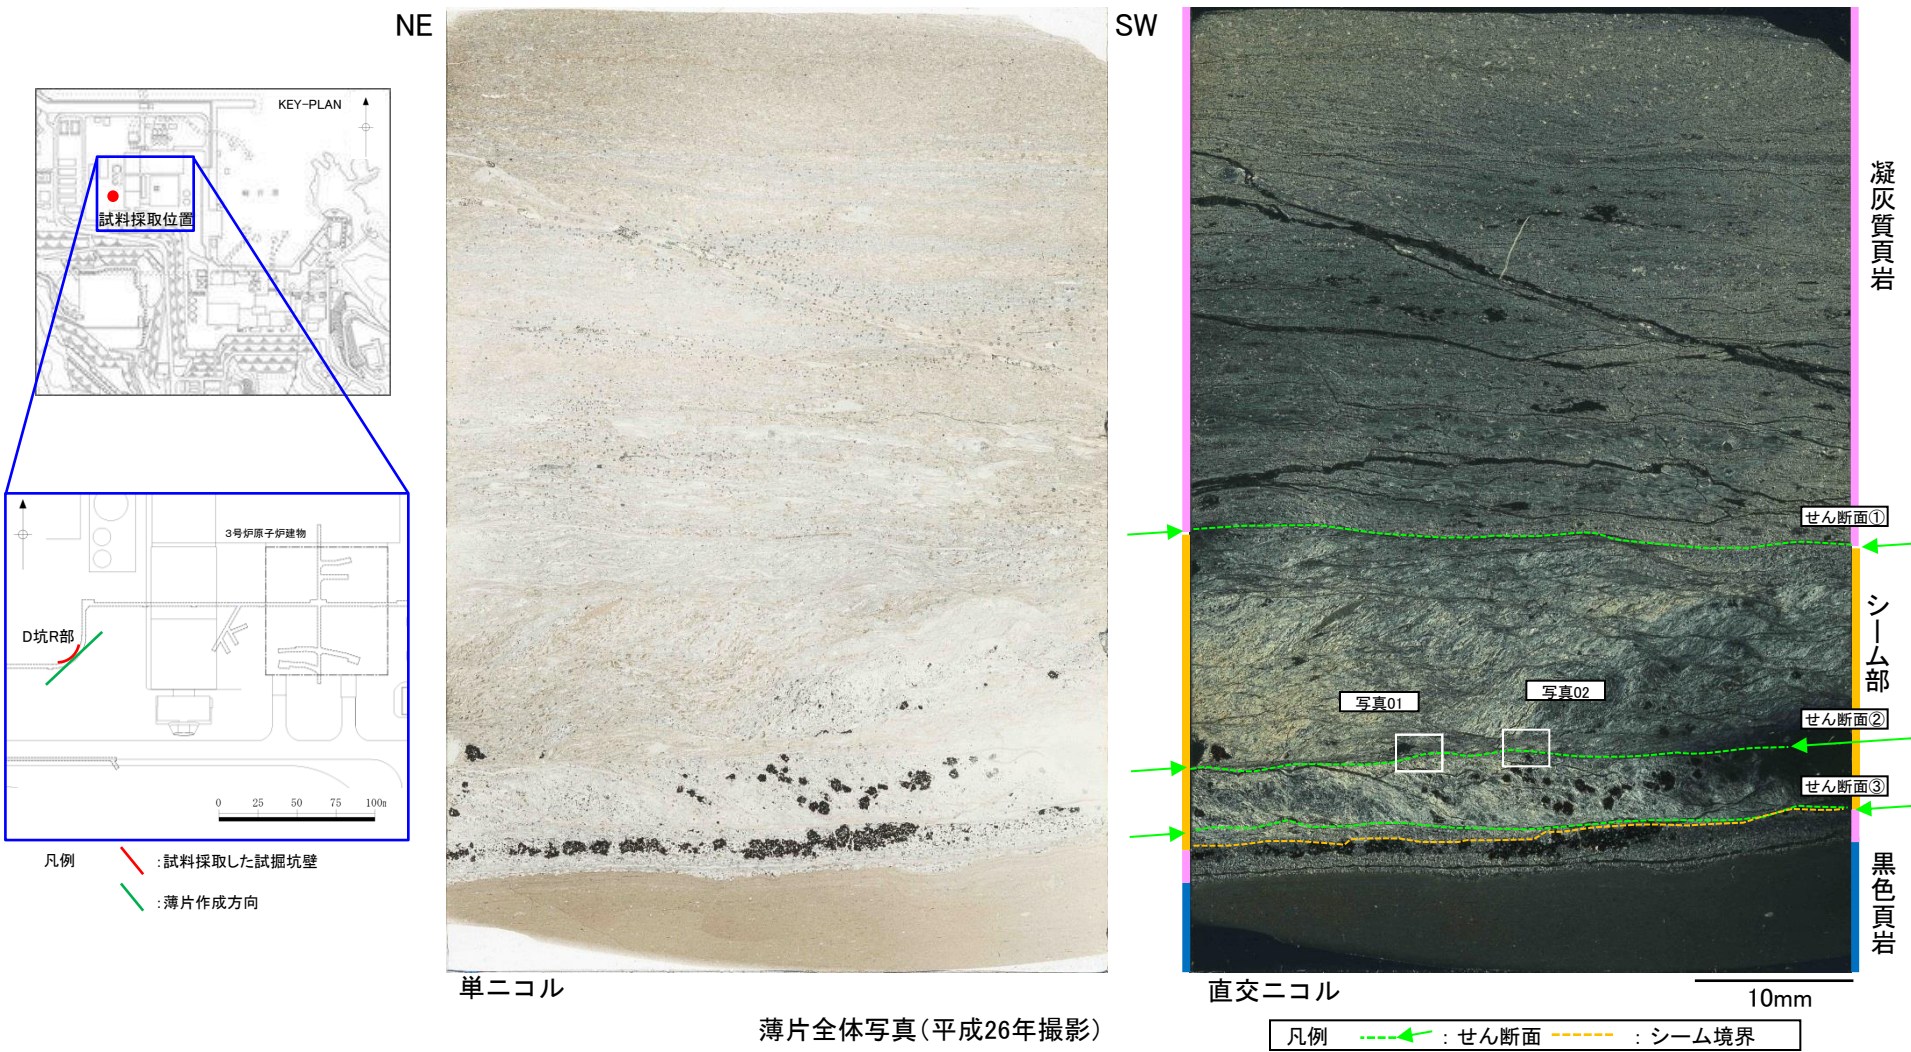 NE
SW
KEY-PLAN
試料採取位置
3号炉原子炉建物
D坑R部
0 25 50 75 100m
凡例
：試料採取した試掘坑壁
：薄片作成方向
単ニコル
直交ニコル
薄片全体写真（平成26年撮影）
凝灰質頁岩
シーム部
黒色頁岩
せん断面①
せん断面②
せん断面③
写真01
写真02
10mm
凡例 ：せん断面 ：シーム境界